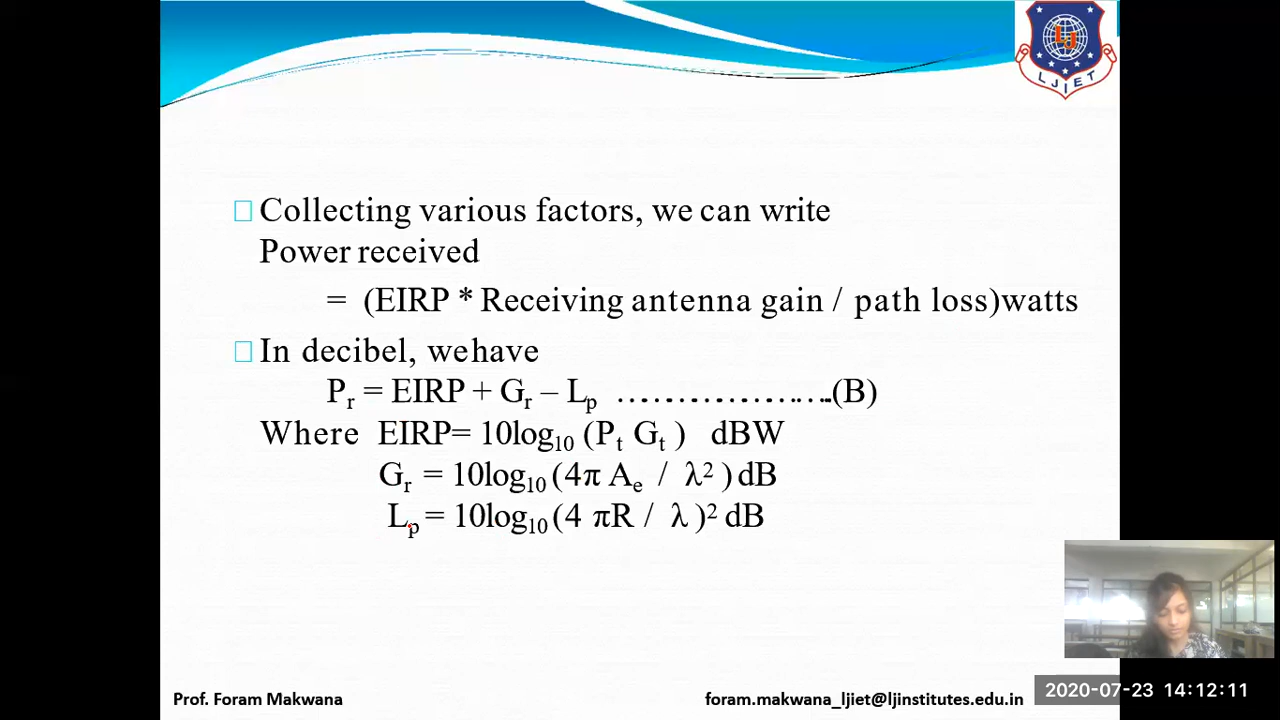 LJ
LJIET
Collecting various factors, we can write
Power received
= (EIRP * Receiving antenna gain / path loss)watts
In decibel, wehave
Pr = EIRP + Gr – Lp ………………….(B)
Where EIRP= 10log10 (Pt Gt ) dBW
Gr = 10log10 (4π Ae / λ² ) dB
Lp = 10log10 (4 πR / λ )² dB
Prof. Foram Makwana foram.makwana_ljiet@ljinstitutes.edu.in
2020-07-23 14:12:11